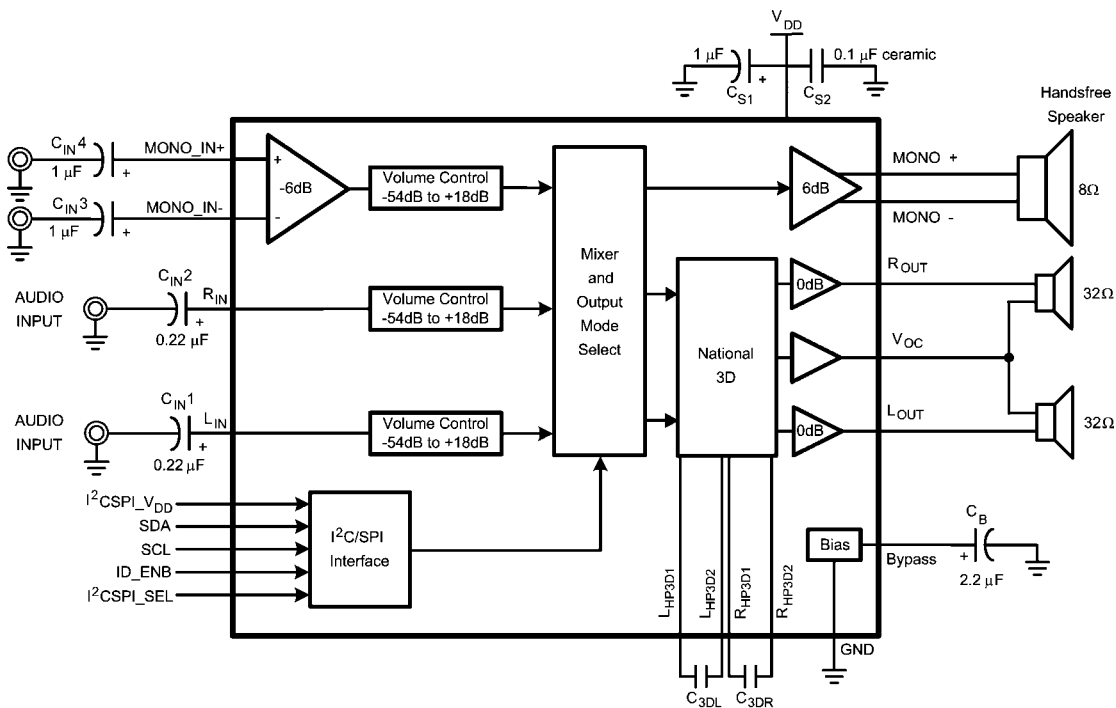 V_DD
1 µF
+
0.1 µF ceramic
C_S1
C_S2
Handsfree
Speaker
C_IN4
MONO_IN+
1 µF
+
+
-6dB
-
Volume Control
-54dB to +18dB
6dB
MONO +
MONO -
8Ω
C_IN3
MONO_IN-
1 µF
+
Mixer
and
Output
Mode
Select
AUDIO
INPUT
C_IN2
R_IN
+
0.22 µF
Volume Control
-54dB to +18dB
National
3D
0dB
R_OUT
32Ω
V_OC
AUDIO
INPUT
C_IN1
L_IN
+
0.22 µF
Volume Control
-54dB to +18dB
0dB
L_OUT
32Ω
I²CSPI_V_DD
SDA
SCL
ID_ENB
I²CSPI_SEL
I²C/SPI
Interface
L_HP3D1
L_HP3D2
R_HP3D1
R_HP3D2
Bias
Bypass
C_B
+
2.2 µF
GND
C_3DL
C_3DR